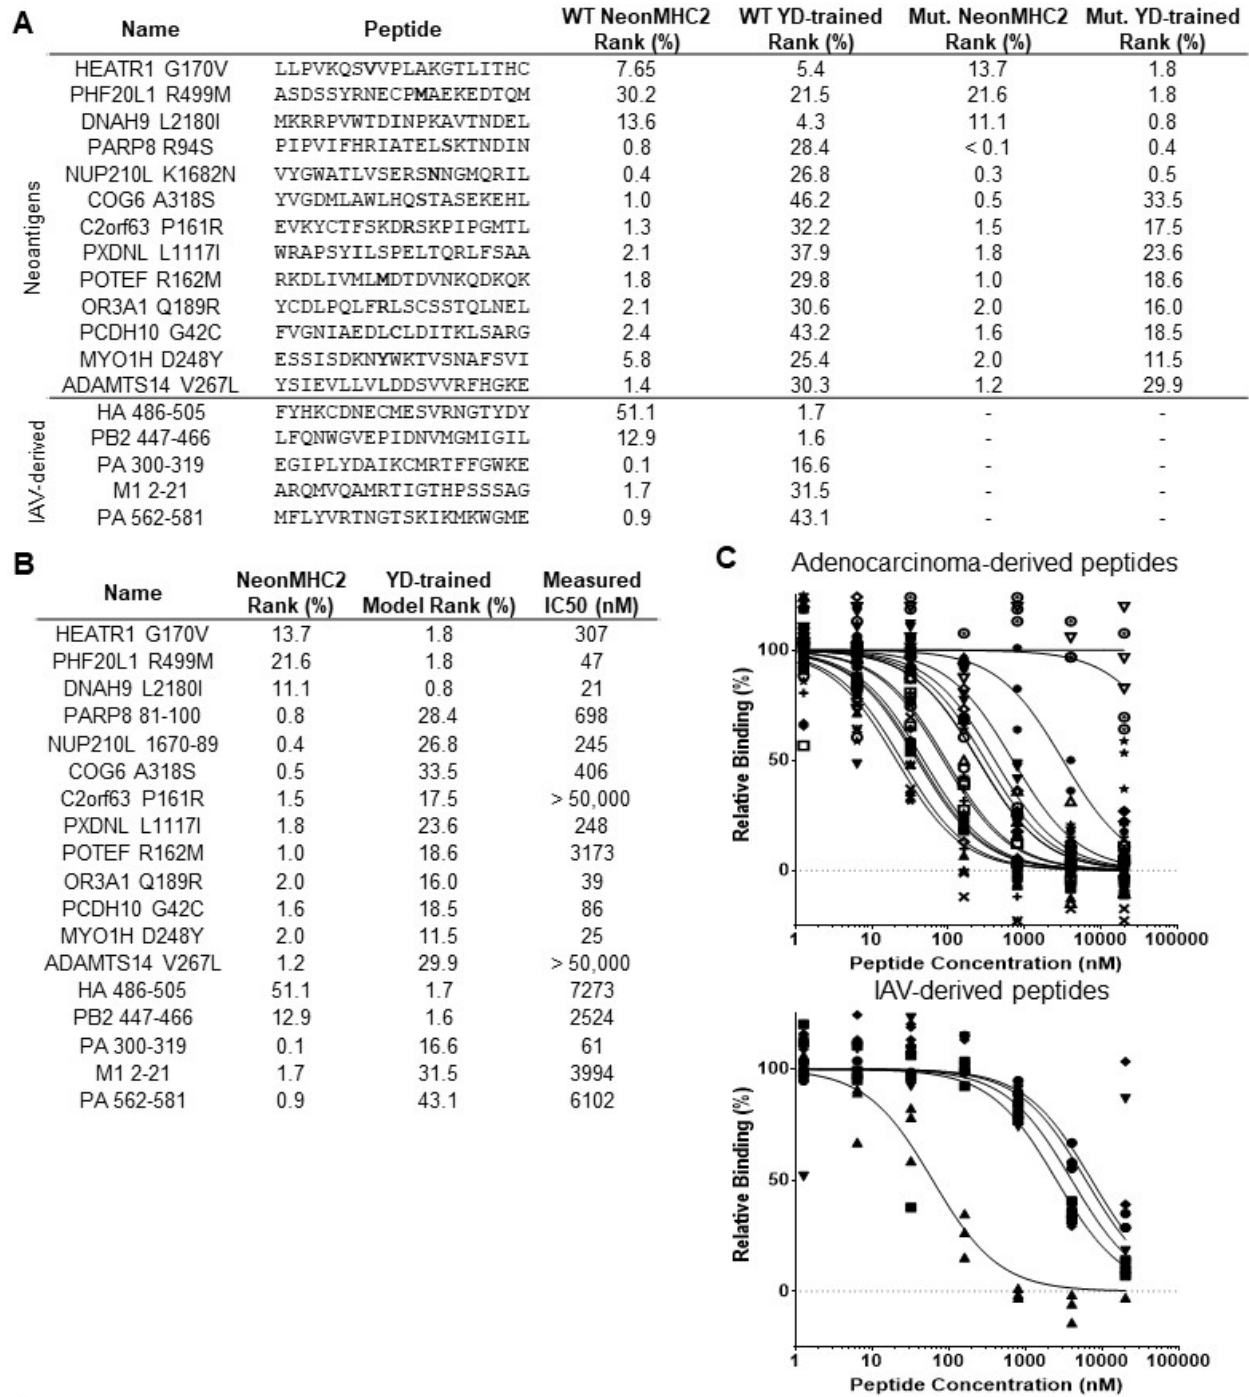 A
Name Peptide WT NeonMHC2 Rank (%) WT YD-trained Rank (%) Mut. NeonMHC2 Rank (%) Mut. YD-trained Rank (%)
Neoantigens
HEATR1 G170V LLPVKQSVVPLAKGTLITHC 7.65 5.4 13.7 1.8
PHF20L1 R499M ASDSSYRNECPMAEKEDTQM 30.2 21.5 21.6 1.8
DNAH9 L2180I MKRRPVWTDINPKAVTNDEL 13.6 4.3 11.1 0.8
PARP8 R94S PIPVIFHRIATELSKTNDIN 0.8 28.4 < 0.1 0.4
NUP210L K1682N VYGWATLVSERSNNGMQRIL 0.4 26.8 0.3 0.5
COG6 A318S YVGDMLAWLHQSTASEKEHL 1.0 46.2 0.5 33.5
C2orf63 P161R EVKYCTFSKDRSKPIPGMTL 1.3 32.2 1.5 17.5
PXDNL L1117I WRAPSYILSPELTQRLFSAA 2.1 37.9 1.8 23.6
POTEF R162M RKDLIVMLMDTDVNKQDKQK 1.8 29.8 1.0 18.6
OR3A1 Q189R YCDLPQLFRLSCSSTQLNEL 2.1 30.6 2.0 16.0
PCDH10 G42C FVGNIAEDLCLDITKLSARG 2.4 43.2 1.6 18.5
MYO1H D248Y ESSISDKNYWKTVSNAFSVI 5.8 25.4 2.0 11.5
ADAMTS14 V267L YSIEVLLVLDDSVVRFHGKE 1.4 30.3 1.2 29.9
IAV-derived
HA 486-505 FYHKCDNECMESVRNGTYDY 51.1 1.7 - -
PB2 447-466 LFQNWGVEPIDNVMGMIGIL 12.9 1.6 - -
PA 300-319 EGIPLYDAIKCMRTFFGWKE 0.1 16.6 - -
M1 2-21 ARQMVQAMRTIGTHPSSSAG 1.7 31.5 - -
PA 562-581 MFLYVRTNGTSKIKMKWGME 0.9 43.1 - -
B
Name NeonMHC2 Rank (%) YD-trained Model Rank (%) Measured IC50 (nM)
HEATR1 G170V 13.7 1.8 307
PHF20L1 R499M 21.6 1.8 47
DNAH9 L2180I 11.1 0.8 21
PARP8 81-100 0.8 28.4 698
NUP210L 1670-89 0.4 26.8 245
COG6 A318S 0.5 33.5 406
C2orf63 P161R 1.5 17.5 > 50,000
PXDNL L1117I 1.8 23.6 248
POTEF R162M 1.0 18.6 3173
OR3A1 Q189R 2.0 16.0 39
PCDH10 G42C 1.6 18.5 86
MYO1H D248Y 2.0 11.5 25
ADAMTS14 V267L 1.2 29.9 > 50,000
HA 486-505 51.1 1.7 7273
PB2 447-466 12.9 1.6 2524
PA 300-319 0.1 16.6 61
M1 2-21 1.7 31.5 3994
PA 562-581 0.9 43.1 6102
C
Adenocarcinoma-derived peptides
Relative Binding (%)
100
50
0
1 10 100 1000 10000 100000
Peptide Concentration (nM)
IAV-derived peptides
Relative Binding (%)
100
50
0
1 10 100 1000 10000 100000
Peptide Concentration (nM)